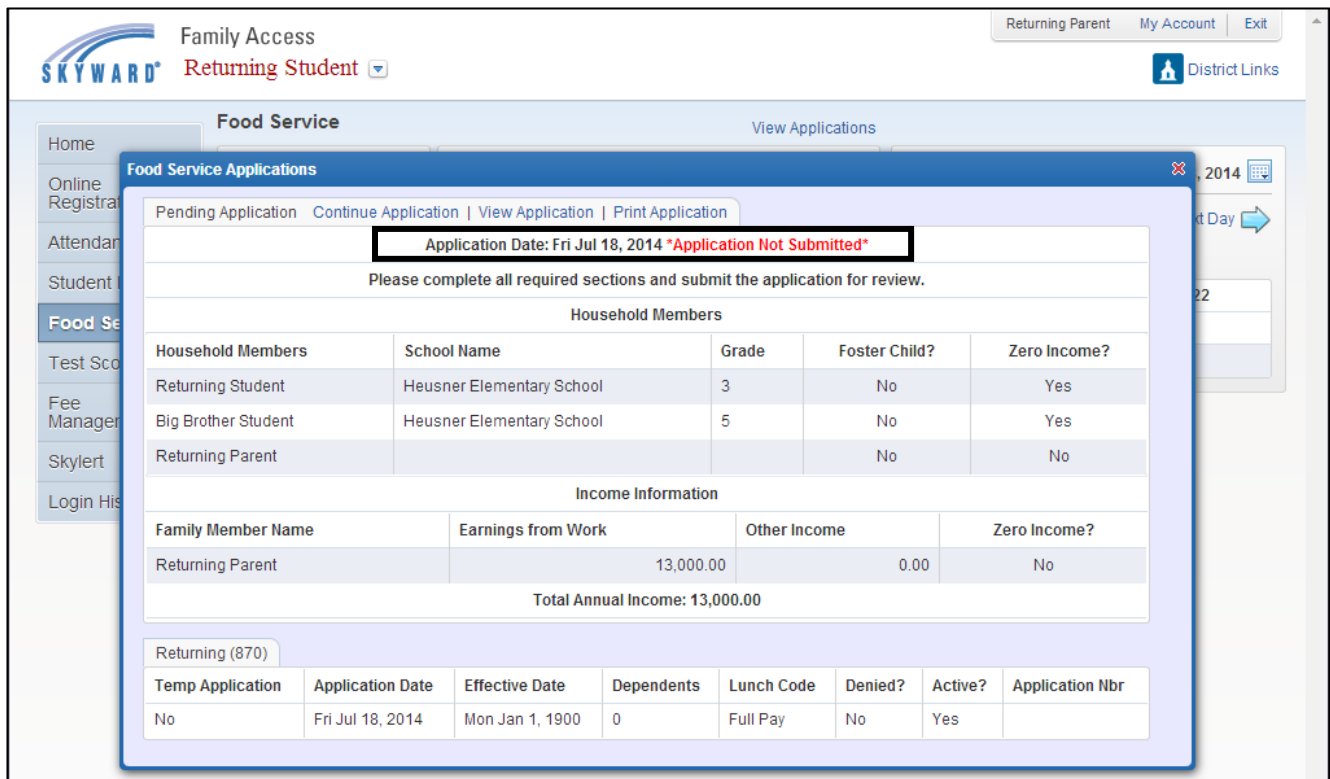 Returning Parent My Account Exit
SKYWARD®
Family Access
Returning Student
District Links
Food Service
View Applications
Home
Online
Attendan
Student
Food Se
Test Sco
Fee
Manager
Skylert
Login His
, 2014
xt Day
22
Food Service Applications
Pending Application Continue Application | View Application | Print Application
Application Date: Fri Jul 18, 2014 *Application Not Submitted*
Please complete all required sections and submit the application for review.
Household Members
Household Members School Name Grade Foster Child? Zero Income?
Returning Student Heusner Elementary School 3 No Yes
Big Brother Student Heusner Elementary School 5 No Yes
Returning Parent No No
Income Information
Family Member Name Earnings from Work Other Income Zero Income?
Returning Parent 13,000.00 0.00 No
Total Annual Income: 13,000.00
Returning (870)
Temp Application Application Date Effective Date Dependents Lunch Code Denied? Active? Application Nbr
No Fri Jul 18, 2014 Mon Jan 1, 1900 0 Full Pay No Yes